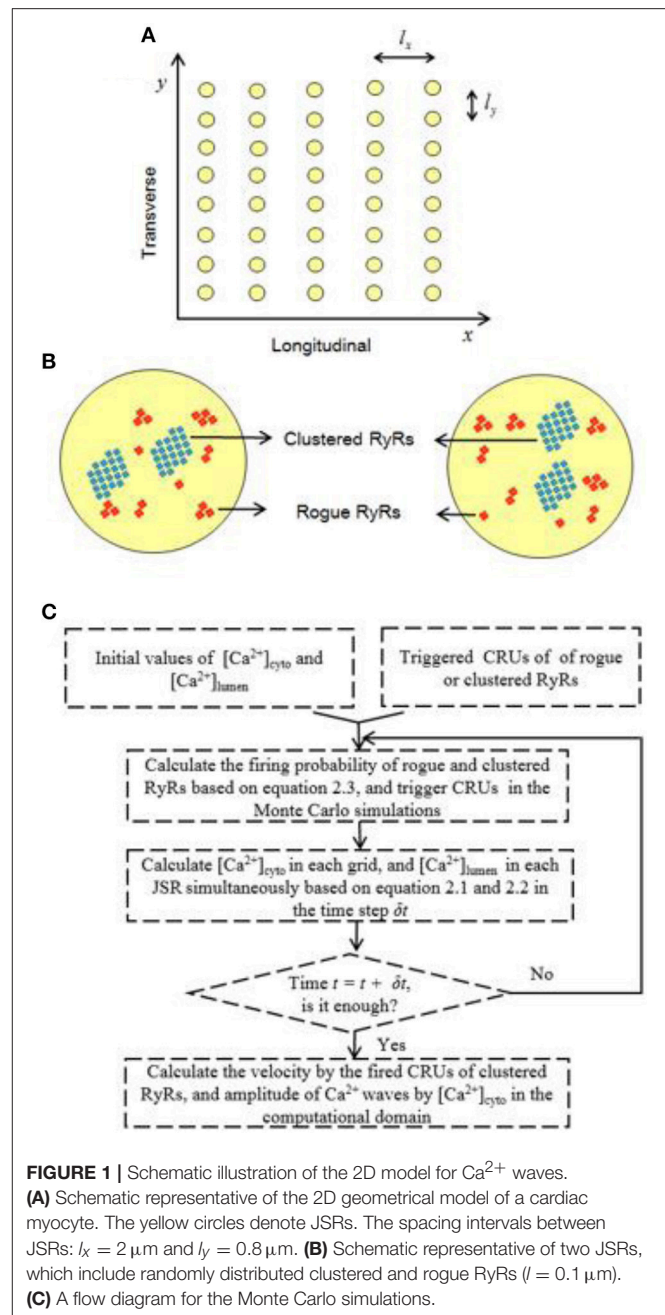 A
y
l_x
l_y
Transverse
x
Longitudinal
B
Clustered RyRs
Rogue RyRs
C
Initial values of [Ca²⁺]cyto and
[Ca²⁺]lumen
Triggered CRUs of of rogue
or clustered RyRs
Calculate the firing probability of rogue and clustered
RyRs based on equation 2.3, and trigger CRUs in the
Monte Carlo simulations
Calculate [Ca²⁺]cyto in each grid, and [Ca²⁺]lumen in each
JSR simultaneously based on equation 2.1 and 2.2 in
the time step δt
Time t = t + δt,
is it enough?
No
Yes
Calculate the velocity by the fired CRUs of clustered
RyRs, and amplitude of Ca²⁺ waves by [Ca²⁺]cyto in the
computational domain
FIGURE 1 | Schematic illustration of the 2D model for Ca²⁺ waves.
(A) Schematic representative of the 2D geometrical model of a cardiac
myocyte. The yellow circles denote JSRs. The spacing intervals between
JSRs: l_x = 2 μm and l_y = 0.8 μm. (B) Schematic representative of two JSRs,
which include randomly distributed clustered and rogue RyRs (l = 0.1 μm).
(C) A flow diagram for the Monte Carlo simulations.